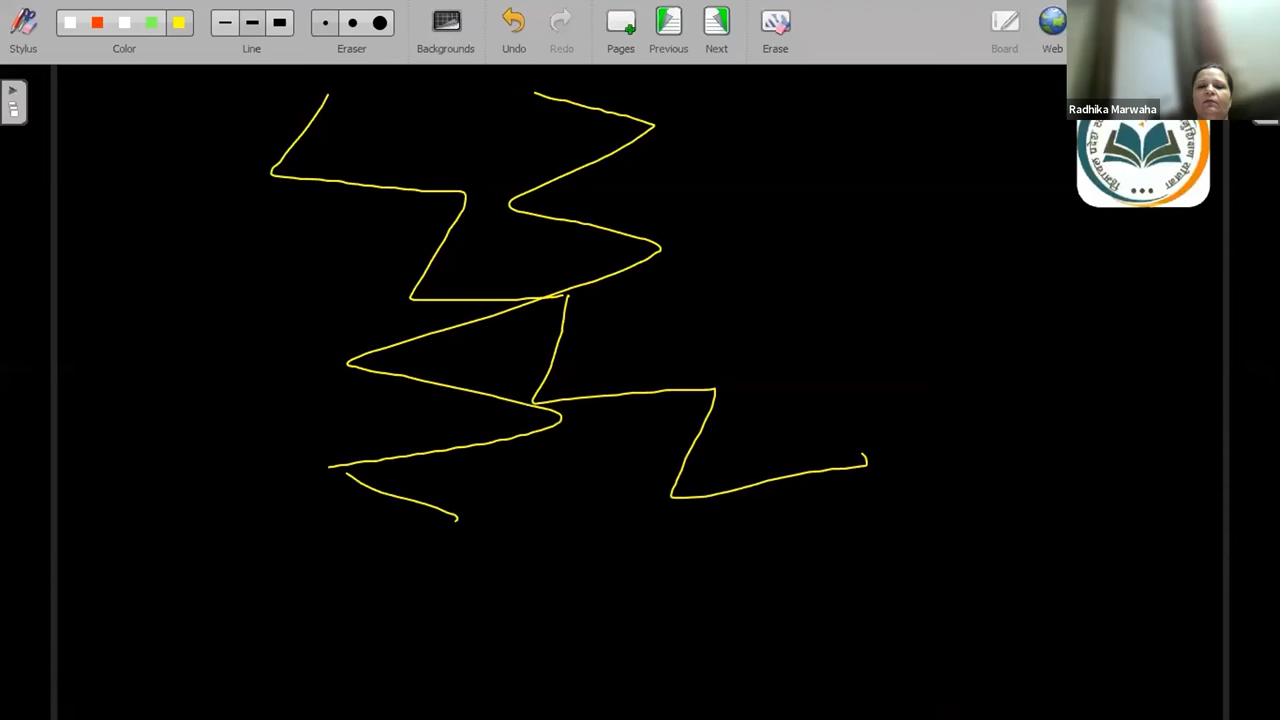 Stylus
Color
Line
Eraser
Backgrounds
Undo
Redo
Pages
Previous
Next
Erase
Board
Web
Radhika Marwaha